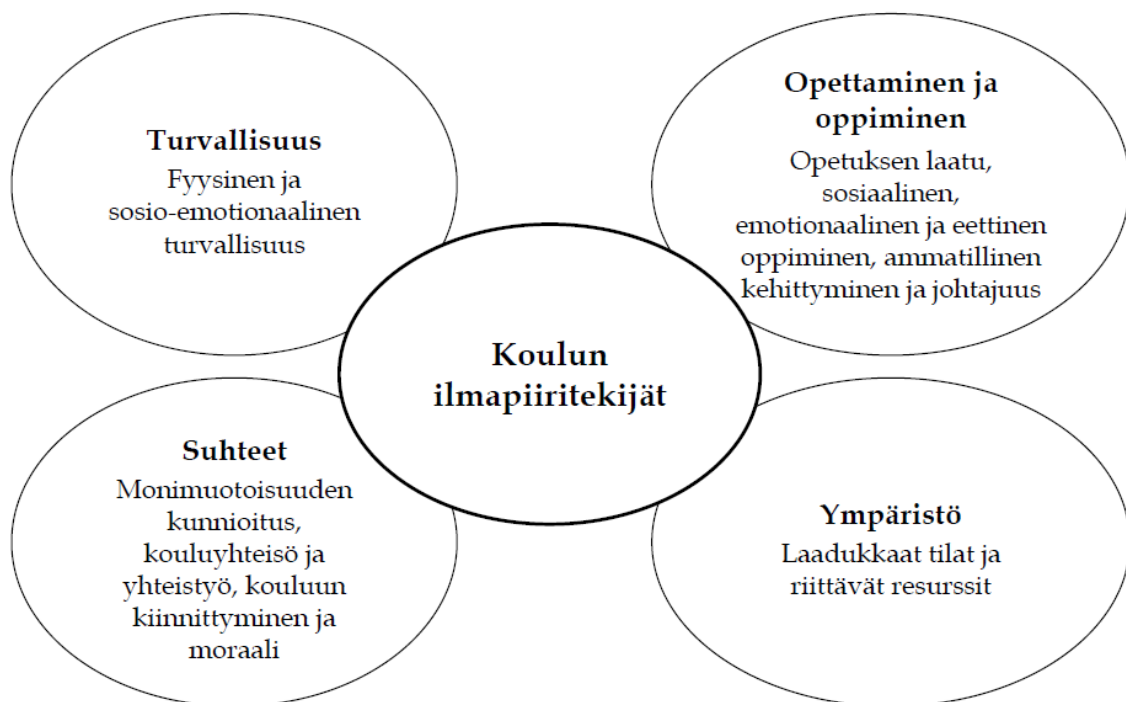 Turvallisuus
Fyysinen ja
sosio-emotionaalinen
turvallisuus
Opettaminen ja
oppiminen
Opetuksen laatu,
sosiaalinen,
emotionaalinen ja eettinen
oppiminen, ammatillinen
kehittyminen ja johtajuus
Koulun
ilmapiiritekijät
Suhteet
Monimuotoisuuden
kunnioitus,
kouluyhteisö ja
yhteistyö, kouluun
kiinnittyminen ja
moraali
Ympäristö
Laadukkaat tilat ja
riittävät resurssit